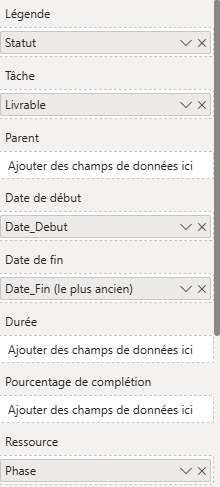 Légende
Statut
Tâche
Livrable
Parent
Ajouter des champs de données ici
Date de début
Date_Debut
Date de fin
Date_Fin (le plus ancien)
Durée
Ajouter des champs de données ici
Pourcentage de complétion
Ajouter des champs de données ici
Ressource
Phase